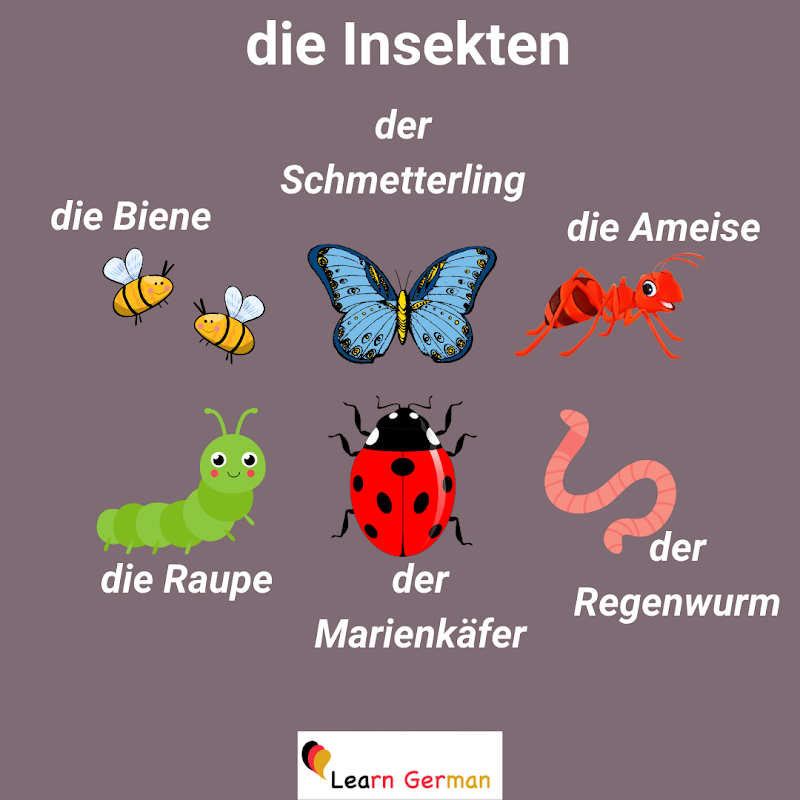 die Insekten
der
Schmetterling
die Biene
die Ameise
die Raupe
der
Marienkäfer
der
Regenwurm
Learn German